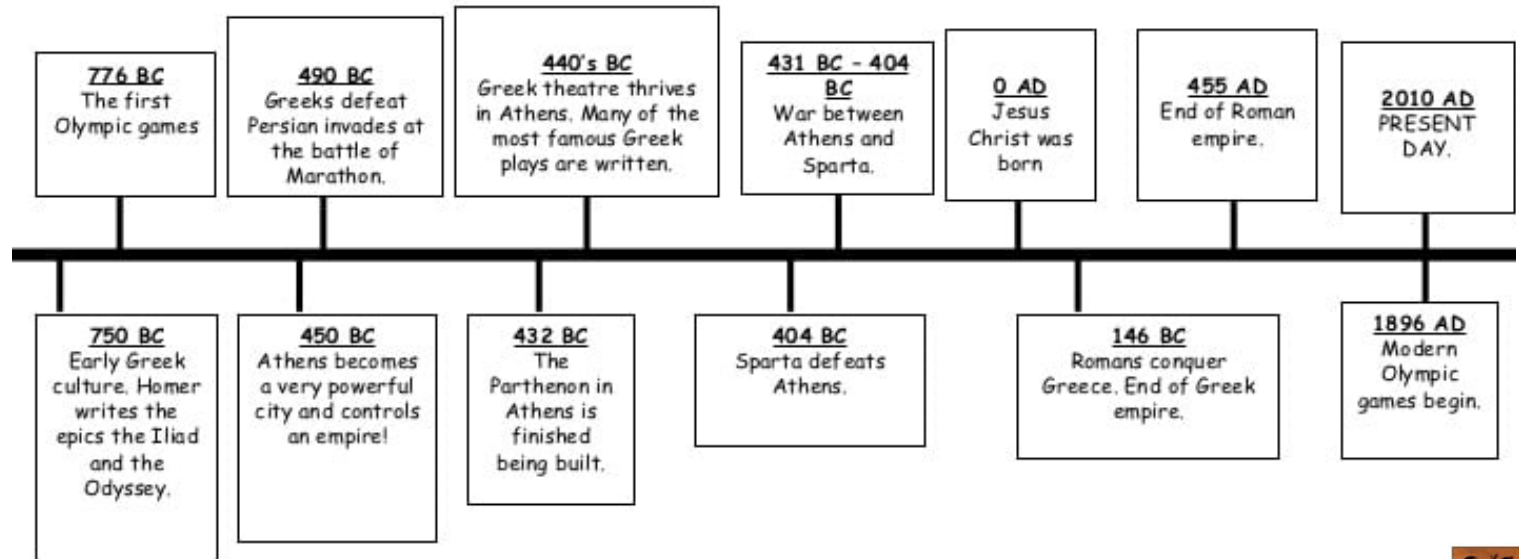 776 BC
The first
Olympic games
490 BC
Greeks defeat
Persian invades at
the battle of
Marathon.
440's BC
Greek theatre thrives
in Athens. Many of the
most famous Greek
plays are written.
431 BC - 404
BC
War between
Athens and
Sparta.
0 AD
Jesus
Christ was
born
455 AD
End of Roman
empire.
2010 AD
PRESENT
DAY.
750 BC
Early Greek
culture. Homer
writes the
epics the Iliad
and the
Odyssey.
450 BC
Athens becomes
a very powerful
city and controls
an empire!
432 BC
The
Parthenon in
Athens is
finished
being built.
404 BC
Sparta defeats
Athens.
146 BC
Romans conquer
Greece. End of Greek
empire.
1896 AD
Modern
Olympic
games begin.